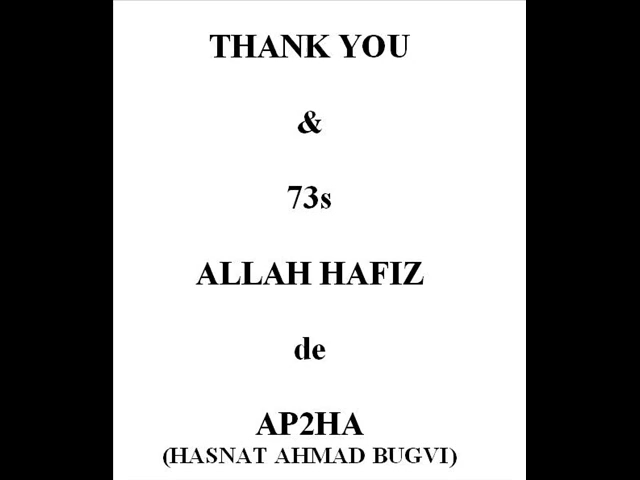 THANK YOU
&
73s
ALLAH HAFIZ
de
AP2HA
(HASNAT AHMAD BUGVI)